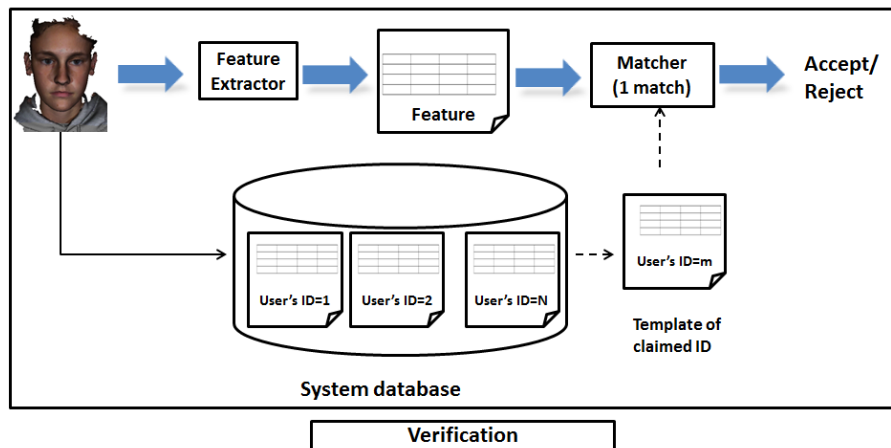 Feature
Extractor
Feature
Matcher
(1 match)
Accept/
Reject
User's ID=1
User's ID=2
User's ID=N
User's ID=m
Template of
claimed ID
System database
Verification